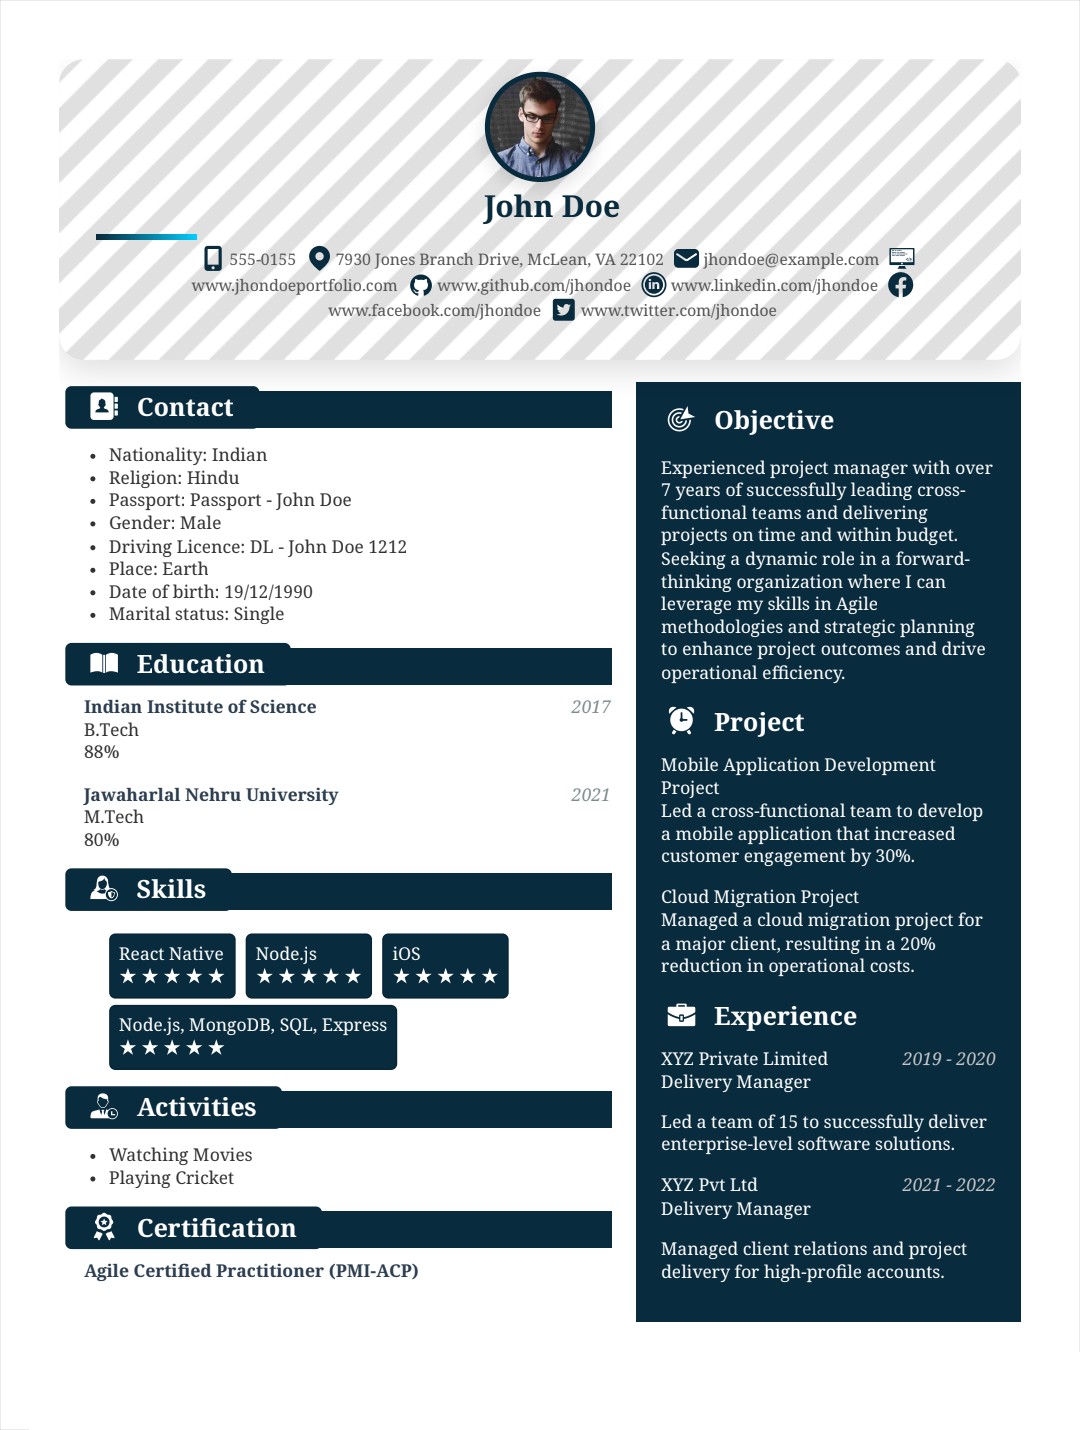 John Doe
555-0155 7930 Jones Branch Drive, McLean, VA 22102 jhondoe@example.com
www.jhondoeportfolio.com www.github.com/jhondoe www.linkedin.com/jhondoe
www.facebook.com/jhondoe www.twitter.com/jhondoe
Contact
• Nationality: Indian
• Religion: Hindu
• Passport: Passport - John Doe
• Gender: Male
• Driving Licence: DL - John Doe 1212
• Place: Earth
• Date of birth: 19/12/1990
• Marital status: Single
Education
Indian Institute of Science 2017
B.Tech
88%
Jawaharlal Nehru University 2021
M.Tech
80%
Skills
React Native
★★★★★
Node.js
★★★★★
iOS
★★★★★
Node.js, MongoDB, SQL, Express
★★★★★
Activities
• Watching Movies
• Playing Cricket
Certification
Agile Certified Practitioner (PMI-ACP)
Objective
Experienced project manager with over
7 years of successfully leading cross-
functional teams and delivering
projects on time and within budget.
Seeking a dynamic role in a forward-
thinking organization where I can
leverage my skills in Agile
methodologies and strategic planning
to enhance project outcomes and drive
operational efficiency.
Project
Mobile Application Development
Project
Led a cross-functional team to develop
a mobile application that increased
customer engagement by 30%.
Cloud Migration Project
Managed a cloud migration project for
a major client, resulting in a 20%
reduction in operational costs.
Experience
XYZ Private Limited 2019 - 2020
Delivery Manager
Led a team of 15 to successfully deliver
enterprise-level software solutions.
XYZ Pvt Ltd 2021 - 2022
Delivery Manager
Managed client relations and project
delivery for high-profile accounts.